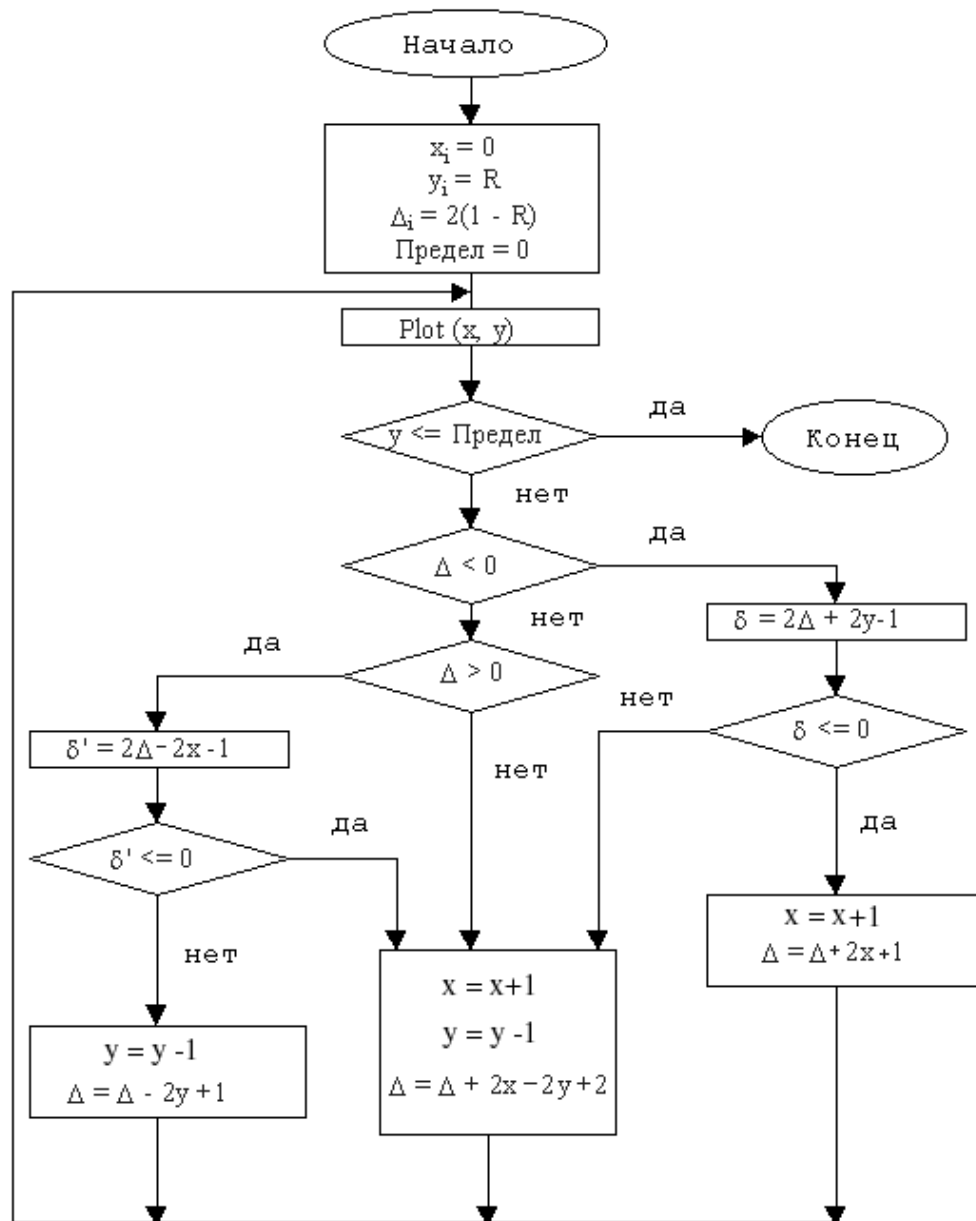 Начало
xᵢ = 0
yᵢ = R
Δᵢ = 2(1 - R)
Предел = 0
Plot (x, y)
y <= Предел
да
Конец
нет
Δ < 0
да
δ = 2Δ + 2y-1
нет
Δ > 0
да
нет
δ <= 0
нет
да
δ' = 2Δ-2x-1
δ' <= 0
да
нет
x = x+1
Δ = Δ+2x+1
x = x+1
y = y -1
Δ = Δ + 2x-2y+2
y = y -1
Δ = Δ - 2y+1